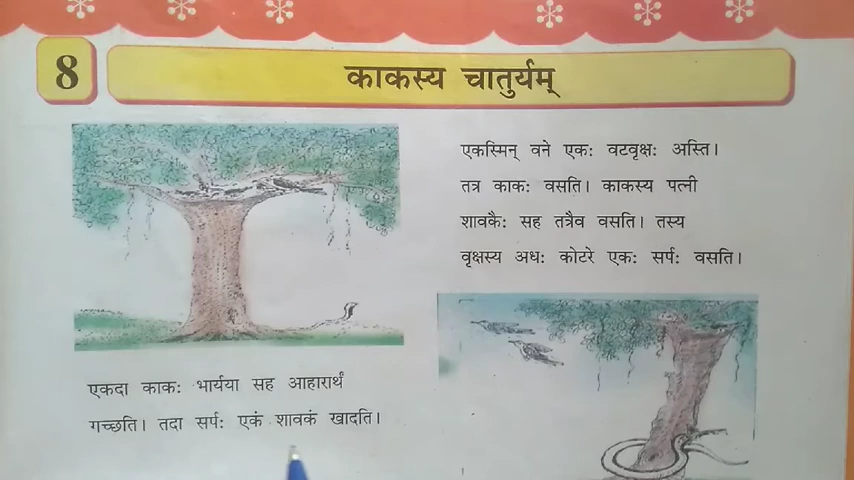 8
काकस्य चातुर्यम्
एकस्मिन् वने एकः वटवृक्षः अस्ति।
तत्र काकः वसति। काकस्य पत्नी
शावकैः सह तत्रैव वसति। तस्य
वृक्षस्य अधः कोटरे एकः सर्पः वसति।
एकदा काकः भार्यया सह आहारार्थं
गच्छति। तदा सर्पः एकं शावकं खादति।